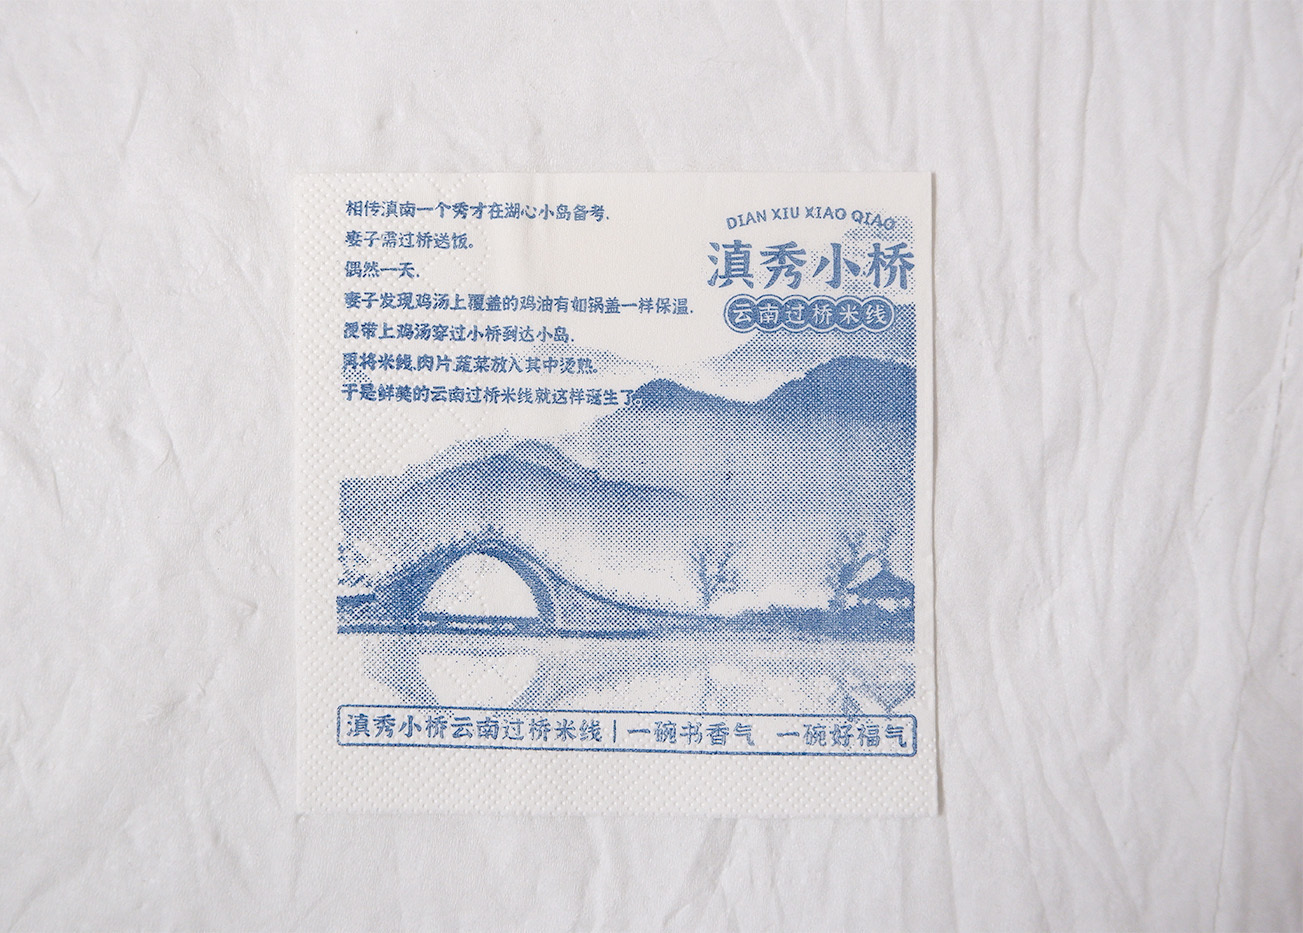 相传滇南一个秀才在湖心小岛备考.
妻子需过桥送饭。
偶然一天.
妻子发现鸡汤上覆盖的鸡油有如锅盖一样保温.
便带上鸡汤穿过小桥到达小岛.
再将米线.肉片.蔬菜放入其中烫熟。
于是鲜美的云南过桥米线就这样诞生了。
DIAN XIU XIAO QIAO
滇秀小桥
云南过桥米线
滇秀小桥云南过桥米线|一碗书香气 一碗好福气